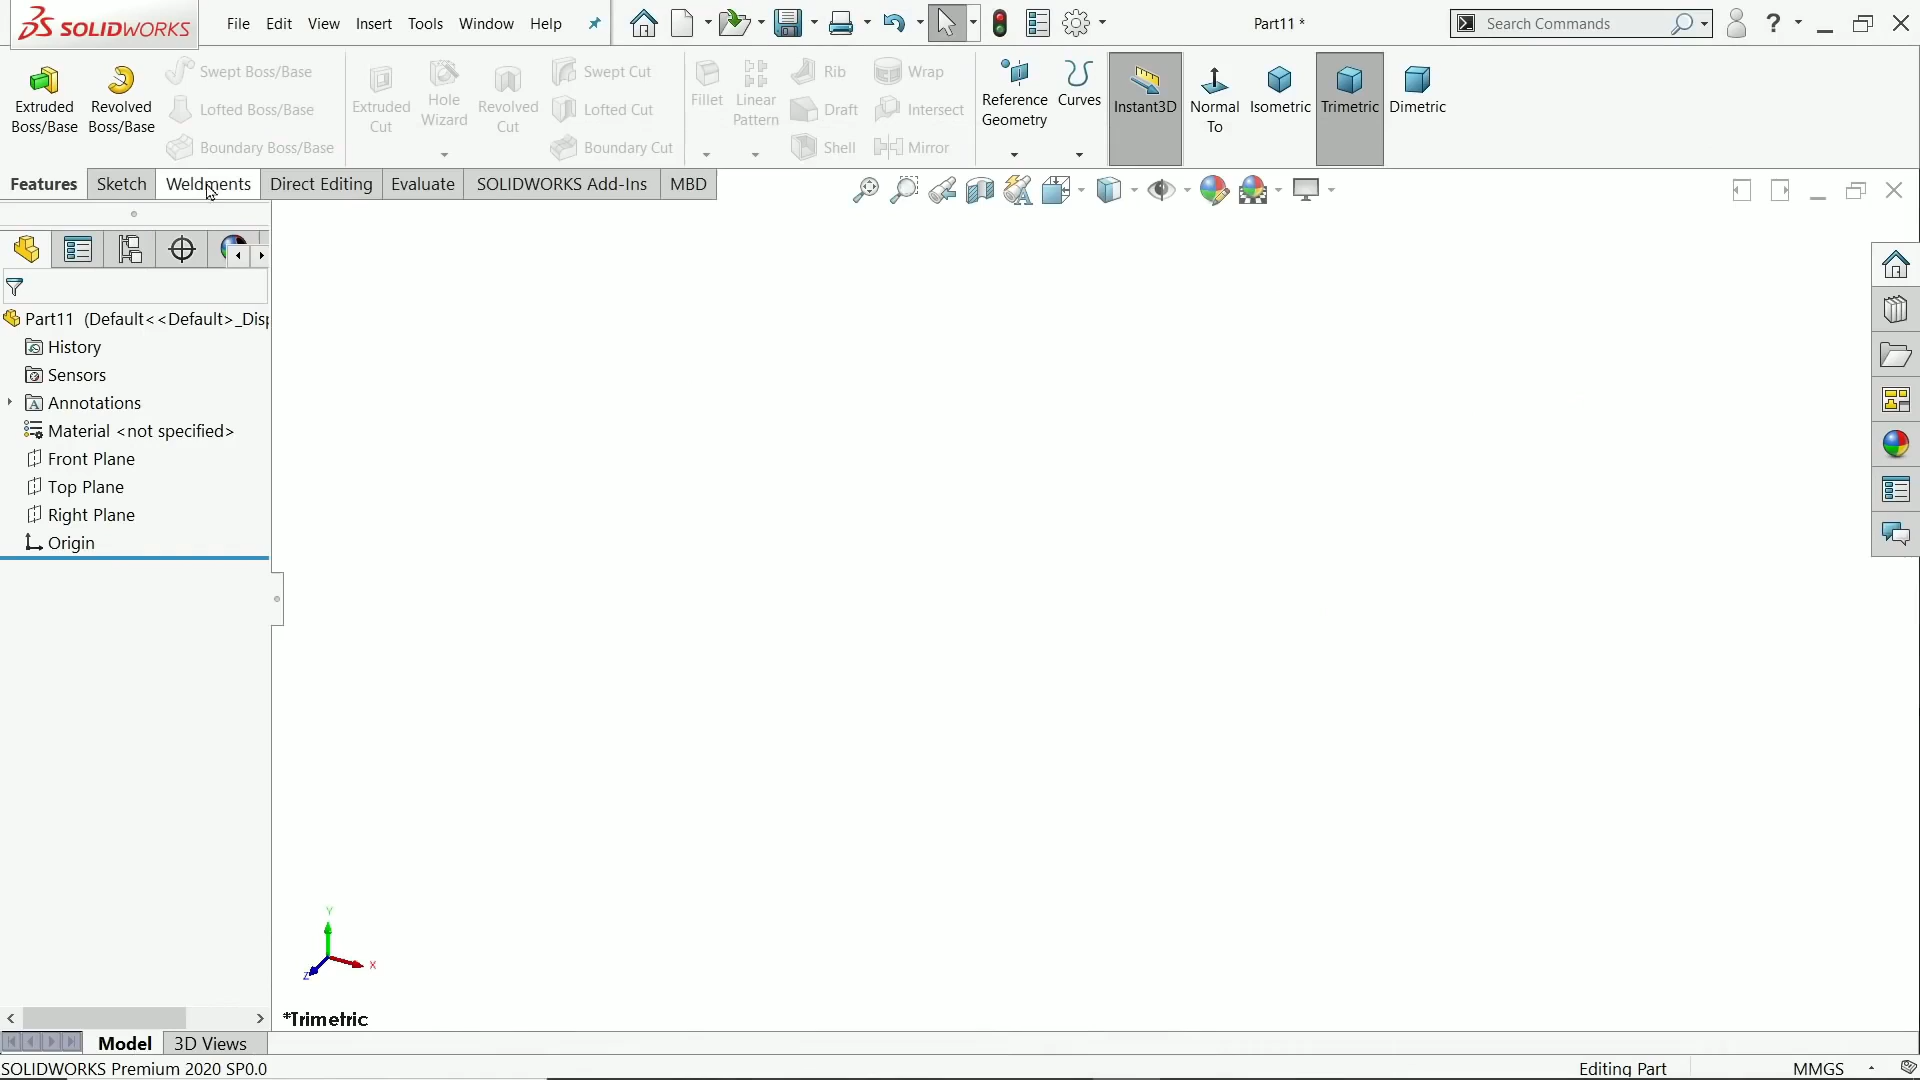 SOLIDWORKS File Edit View Insert Tools Window Help Part11 * Search Commands ?
Extruded Boss/Base
Revolved Boss/Base
Swept Boss/Base
Lofted Boss/Base
Boundary Boss/Base
Extruded Cut
Hole Wizard
Revolved Cut
Swept Cut
Lofted Cut
Boundary Cut
Fillet
Linear Pattern
Rib
Draft
Shell
Wrap
Intersect
Mirror
Reference Geometry
Curves
Instant3D
Normal To
Isometric
Trimetric
Dimetric
Features Sketch Weldments Direct Editing Evaluate SOLIDWORKS Add-Ins MBD
Part11 (Default<<Default>_Disp
History
Sensors
Annotations
Material <not specified>
Front Plane
Top Plane
Right Plane
Origin
Y
X
Z
*Trimetric
Model 3D Views
SOLIDWORKS Premium 2020 SP0.0 Editing Part MMGS